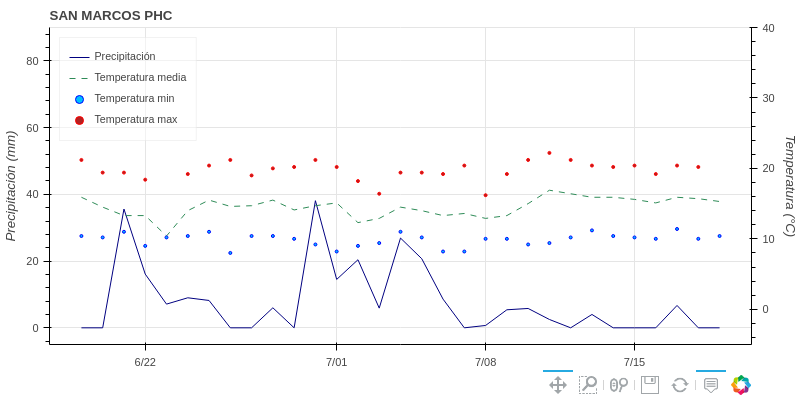 SAN MARCOS PHC
Precipitación
Temperatura media
Temperatura min
Temperatura max
Precipitación (mm)
80
60
40
20
0
Temperatura (°C)
40
30
20
10
0
6/22
7/01
7/08
7/15